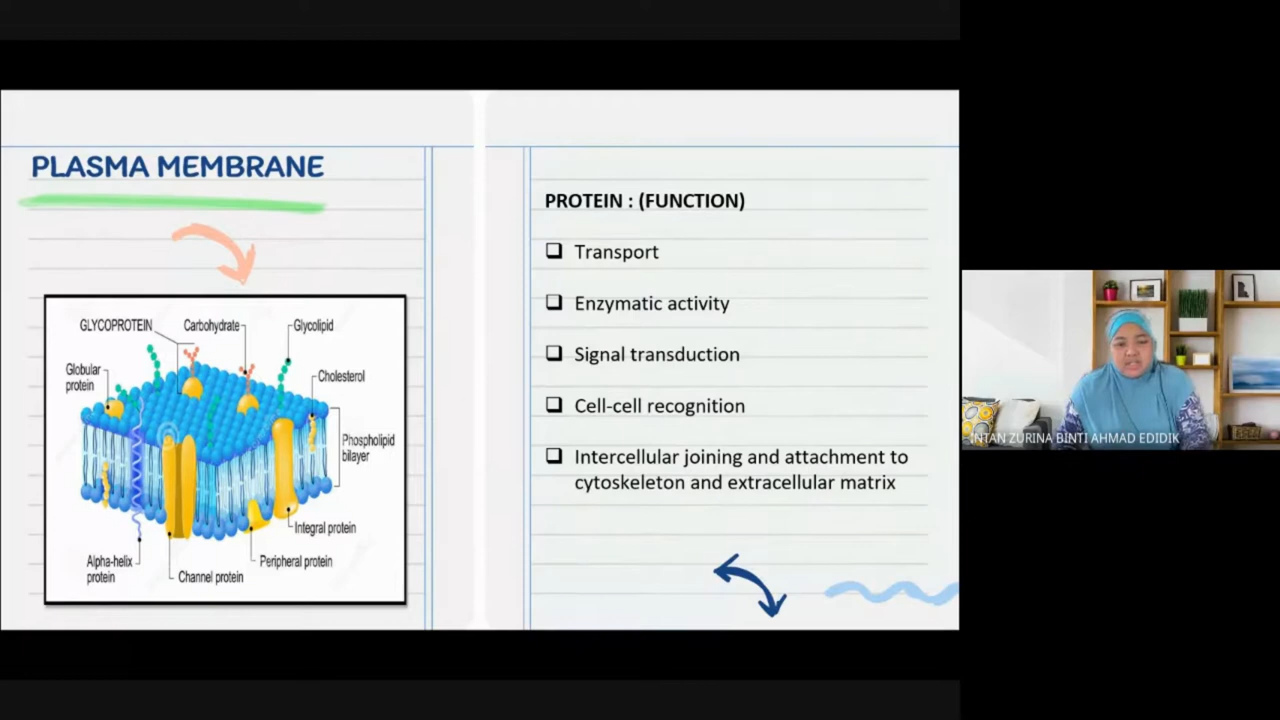 PLASMA MEMBRANE
GLYCOPROTEIN
Carbohydrate
Glycolipid
Globular
protein
Cholesterol
Phospholipid
bilayer
Integral protein
Alpha-helix
protein
Channel protein
Peripheral protein
PROTEIN : (FUNCTION)
Transport
Enzymatic activity
Signal transduction
Cell-cell recognition
Intercellular joining and attachment to
cytoskeleton and extracellular matrix
INTAN ZURINA BINTI AHMAD EDIDIK